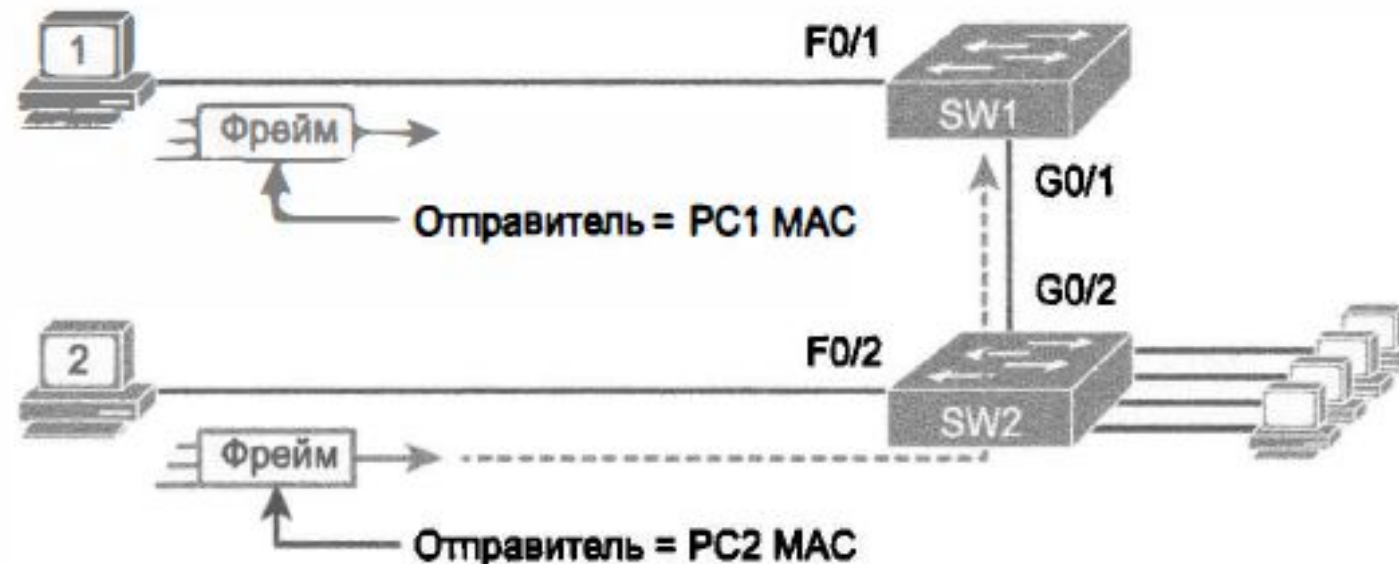 1
F0/1
SW1
Фрейм
G0/1
Отправитель = PC1 MAC
G0/2
2
F0/2
SW2
Фрейм
Отправитель = PC2 MAC